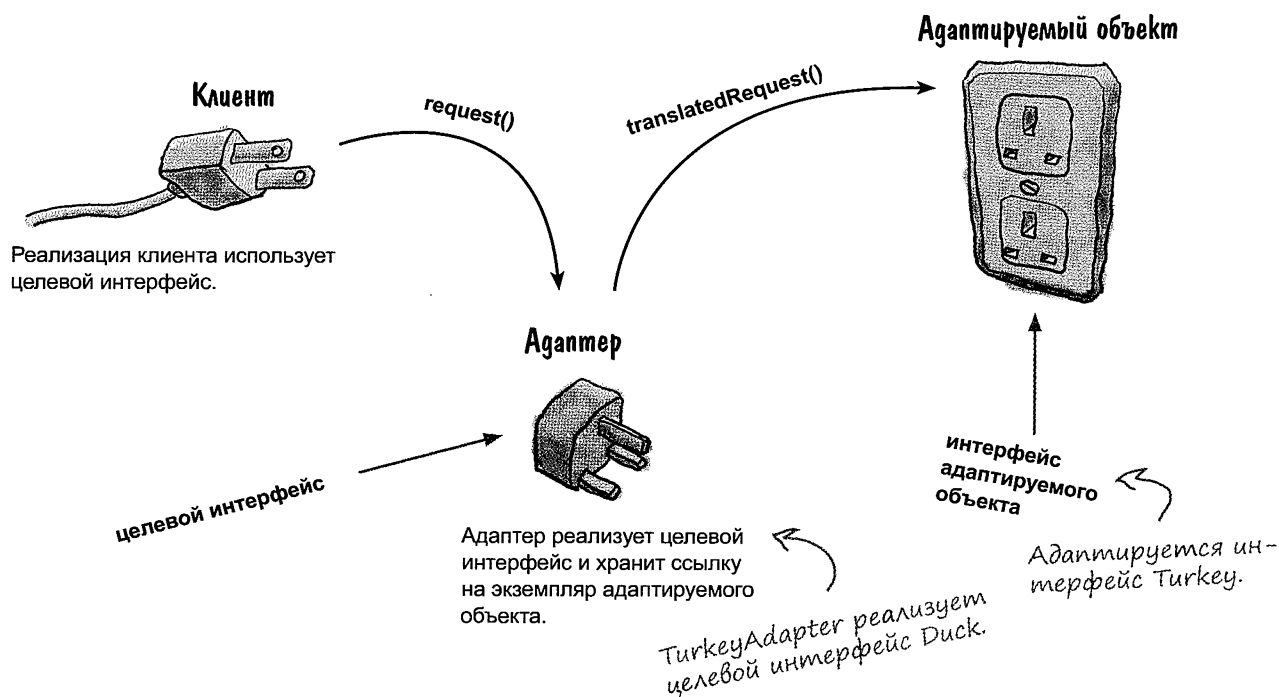 Адаптируемый объект
Клиент
request()
translatedRequest()
Реализация клиента использует
целевой интерфейс.
Адаптер
целевой интерфейс
интерфейс
адаптируемого
объекта
Адаптер реализует целевой
интерфейс и хранит ссылку
на экземпляр адаптируемого
объекта.
Адаптируется ин-
терфейс Turkey.
TurkeyAdapter реализует
целевой интерфейс Duck.